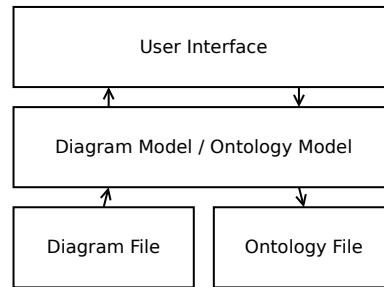 User Interface
Diagram Model / Ontology Model
Diagram File
Ontology File